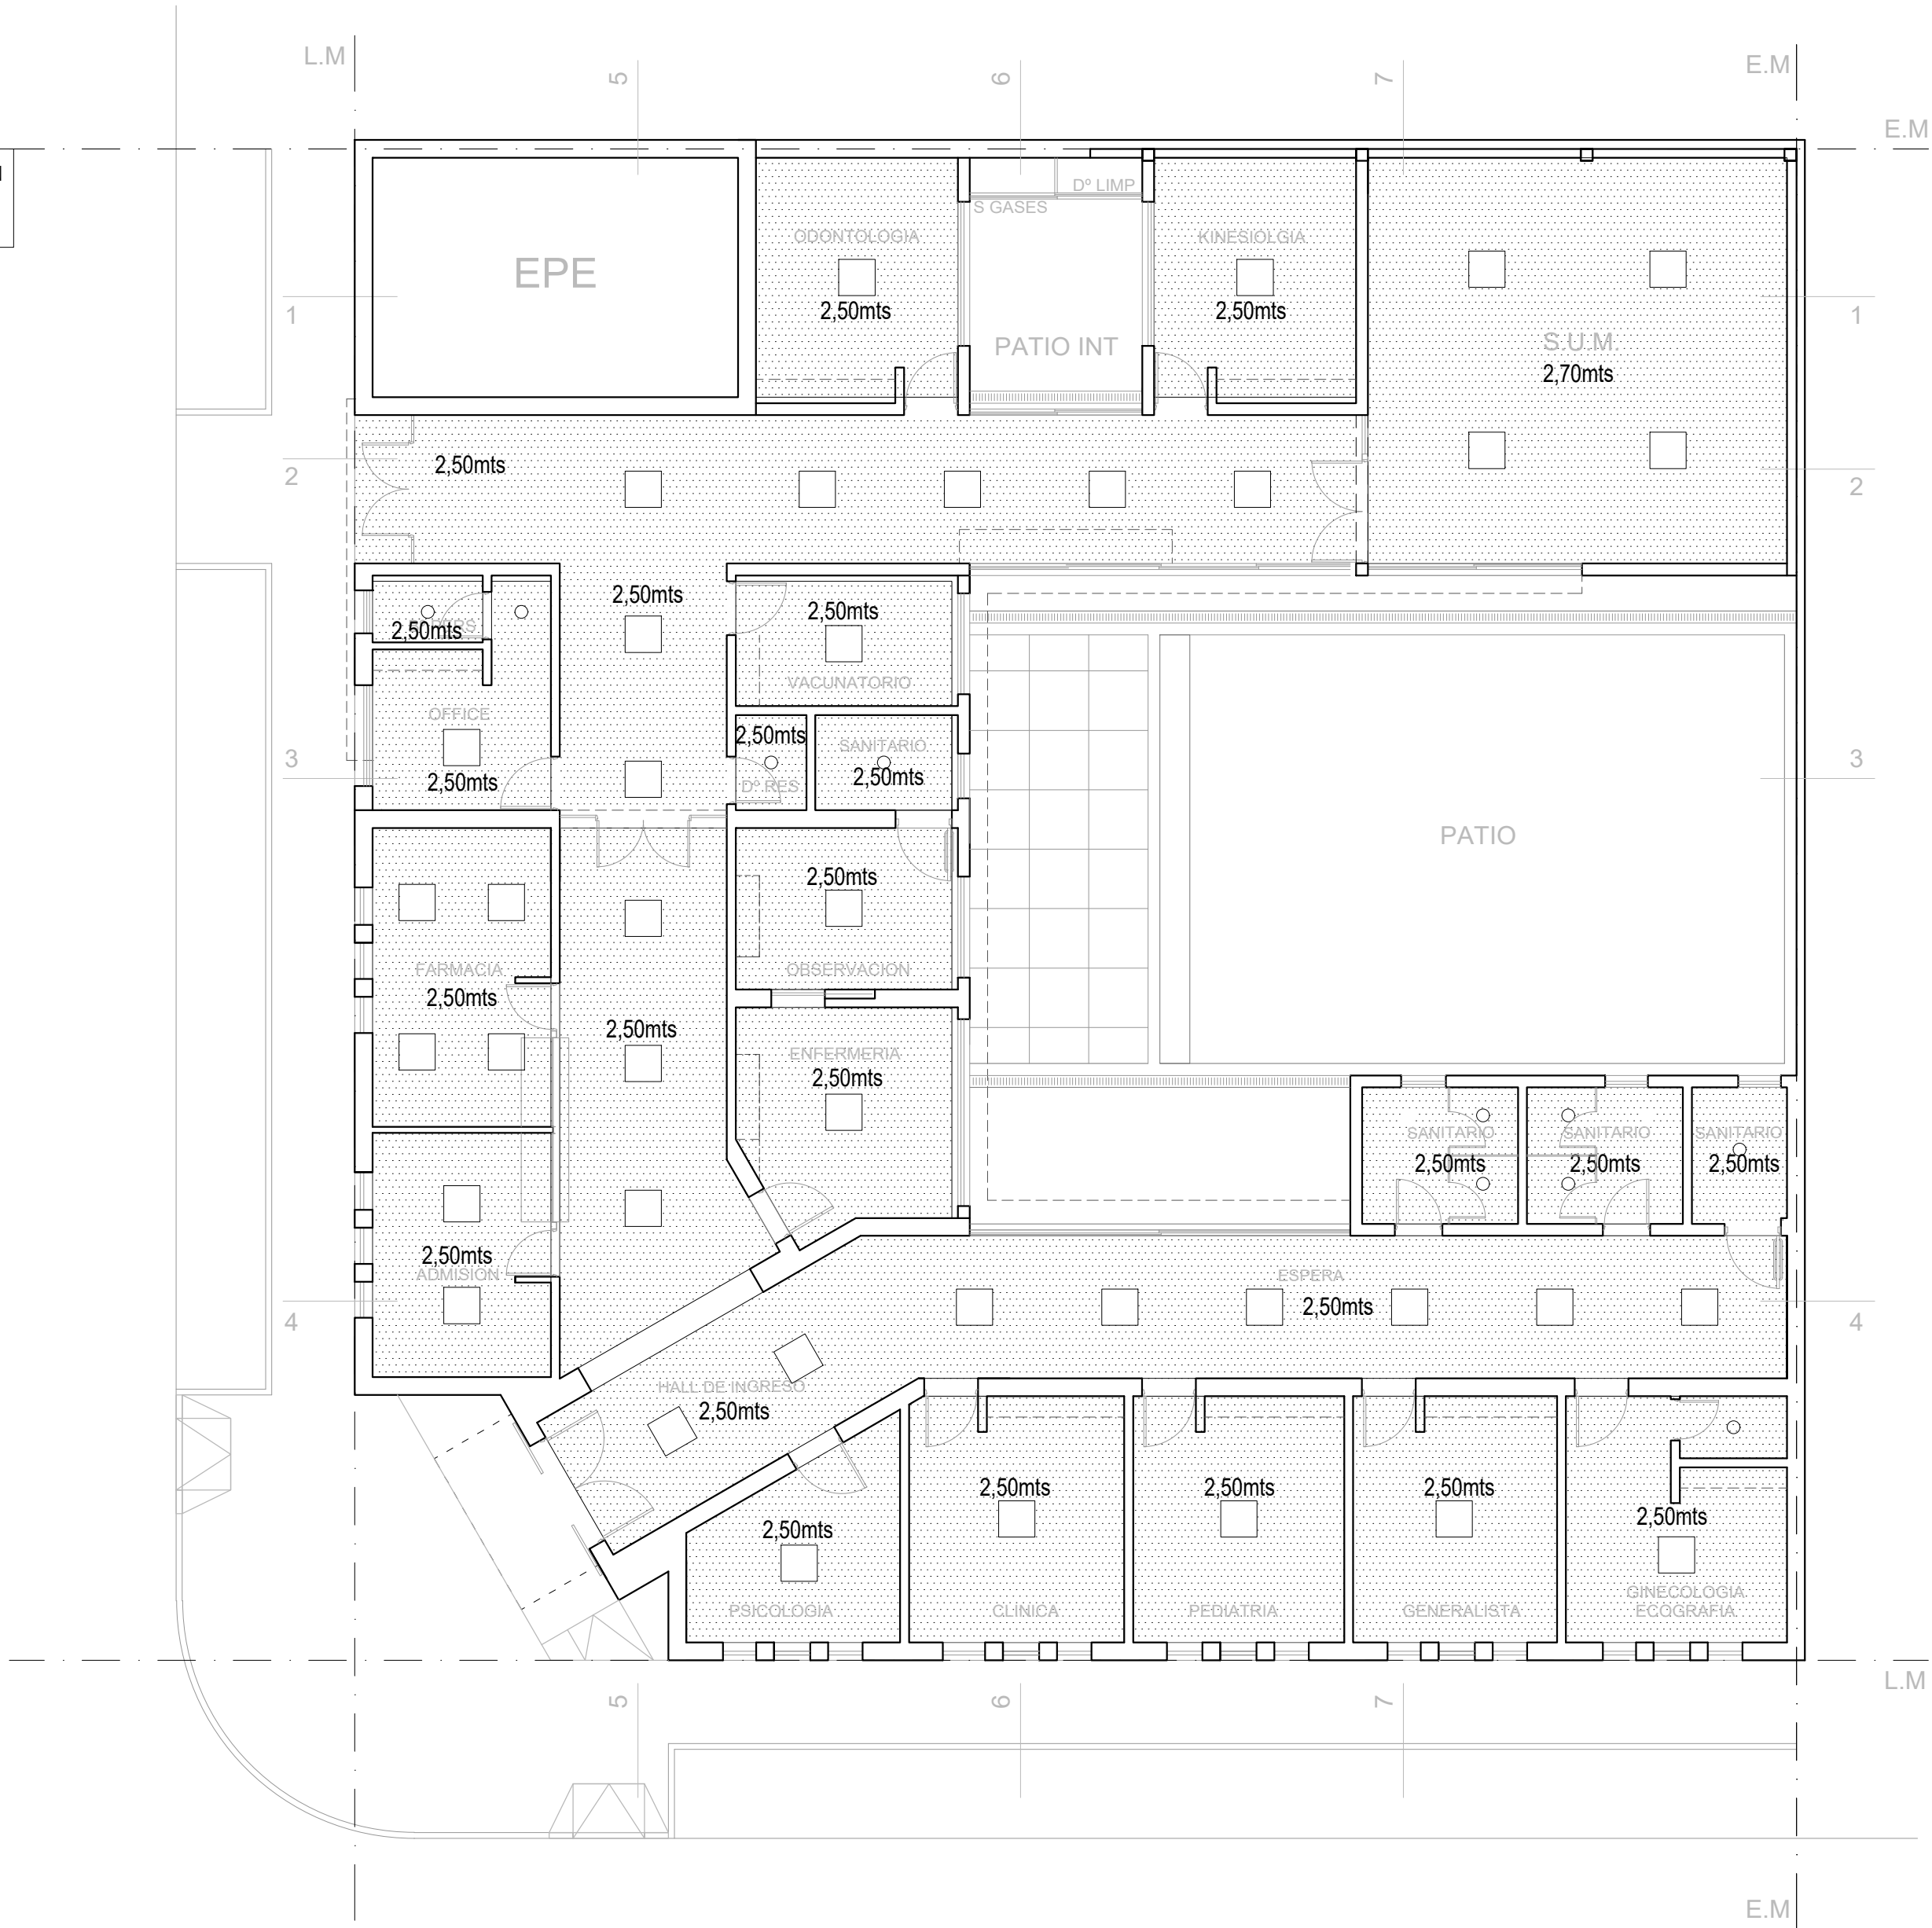 L.M
E.M
5
6
7
E.M
Dº LIMP
S GASES
ODONTOLOGIA
KINESIOLGIA
EPE
1
2,50mts
2,50mts
1
PATIO INT
S.U.M.
2,70mts
2
2,50mts
2
2,50mts
2,50mts
2,50mts
VACUNATORIO
OFFICE
2,50mts
SANITARIO
3
2,50mts
Dº RES
2,50mts
3
PATIO
2,50mts
FARMACIA
OBSERVACION
2,50mts
2,50mts
ENFERMERIA
2,50mts
SANITARIO
SANITARIO
SANITARIO
2,50mts
2,50mts
2,50mts
2,50mts
ADMISION
ESPERA
2,50mts
4
4
HALL DE INGRESO
2,50mts
2,50mts
2,50mts
2,50mts
2,50mts
2,50mts
PSICOLOGIA
CLINICA
PEDIATRIA
GENERALISTA
GINECOLOGIA
ECOGRAFIA
5
6
7
L.M
E.M